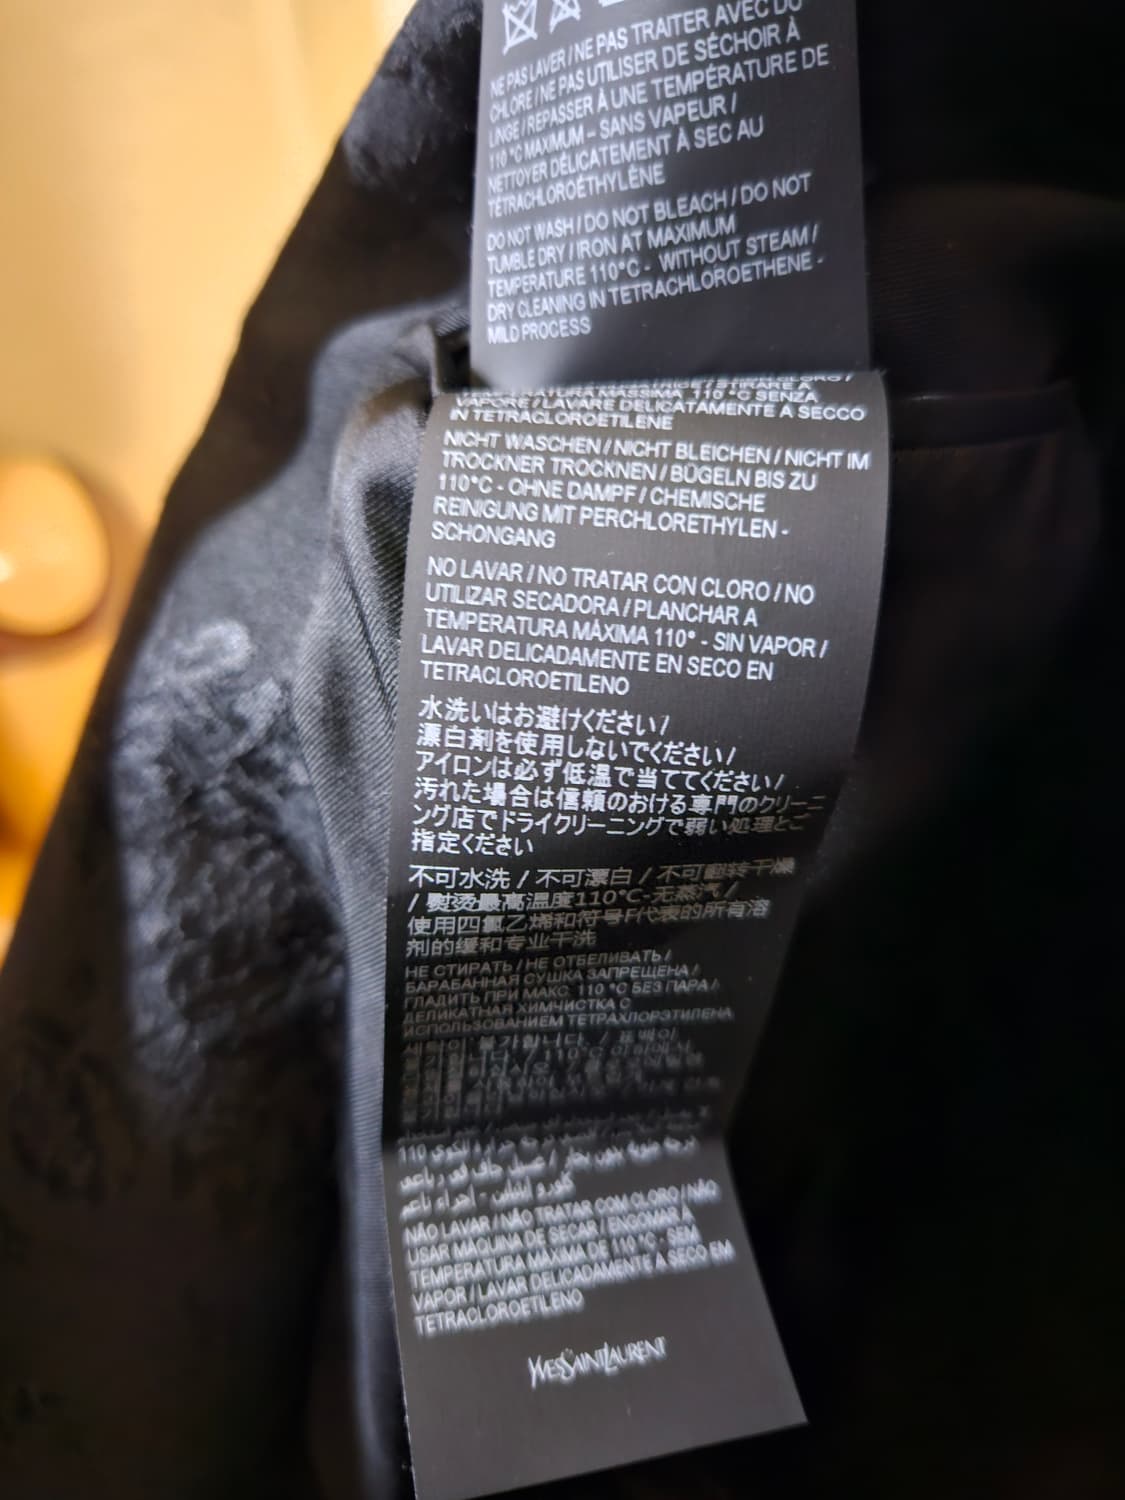 NE PAS LAVER / NE PAS TRAITER AVEC DU
CHLORE / NE PAS UTILISER DE SÉCHOIR À
LINGE / REPASSER À UNE TEMPÉRATURE DE
110 °C MAXIMUM – SANS VAPEUR /
NETTOYER DÉLICATEMENT À SEC AU
TÉTRACHLOROÉTHYLÈNE
DO NOT WASH / DO NOT BLEACH / DO NOT
TUMBLE DRY / IRON AT MAXIMUM
TEMPERATURE 110°C - WITHOUT STEAM /
DRY CLEANING IN TETRACHLOROETHENE -
MILD PROCESS
MASSIMA 110 °C SENZA
VAPORE / LAVARE DELICATAMENTE A SECCO
IN TETRACLOROETILENE
NICHT WASCHEN / NICHT BLEICHEN / NICHT IM
TROCKNER TROCKNEN / BÜGELN BIS ZU
110°C - OHNE DAMPF / CHEMISCHE
REINIGUNG MIT PERCHLORETHYLEN -
SCHONGANG
NO LAVAR / NO TRATAR CON CLORO / NO
UTILIZAR SECADORA / PLANCHAR A
TEMPERATURA MÁXIMA 110° - SIN VAPOR /
LAVAR DELICADAMENTE EN SECO EN
TETRACLOROETILENO
水洗いはお避けください/
漂白剤を使用しないでください/
アイロンは必ず低温で当ててください/
汚れた場合は信頼のおける専門のクリーニ
ング店でドライクリーニングで弱い処理とご
指定ください
不可水洗 / 不可漂白 / 不可翻转干燥
/ 熨烫最高温度110°C-无蒸汽 /
使用四氯乙烯和符号F代表的所有溶
剂的缓和专业干洗
НЕ СТИРАТЬ / НЕ ОТБЕЛИВАТЬ /
БАРАБАННАЯ СУШКА ЗАПРЕЩЕНА /
ГЛАДИТЬ ПРИ МАКС. 110 °C БЕЗ ПАРА /
ДЕЛИКАТНАЯ ХИМЧИСТКА С
ИСПОЛЬЗОВАНИЕМ ТЕТРАХЛОРЭТИЛЕНА
NÃO LAVAR / NÃO TRATAR COM CLORO / NÃO
USAR MÁQUINA DE SECAR / ENGOMAR À
TEMPERATURA MÁXIMA DE 110 °C - SEM
VAPOR / LAVAR DELICADAMENTE A SECO EM
TETRACLOROETILENO
YVESSAINTLAURENT